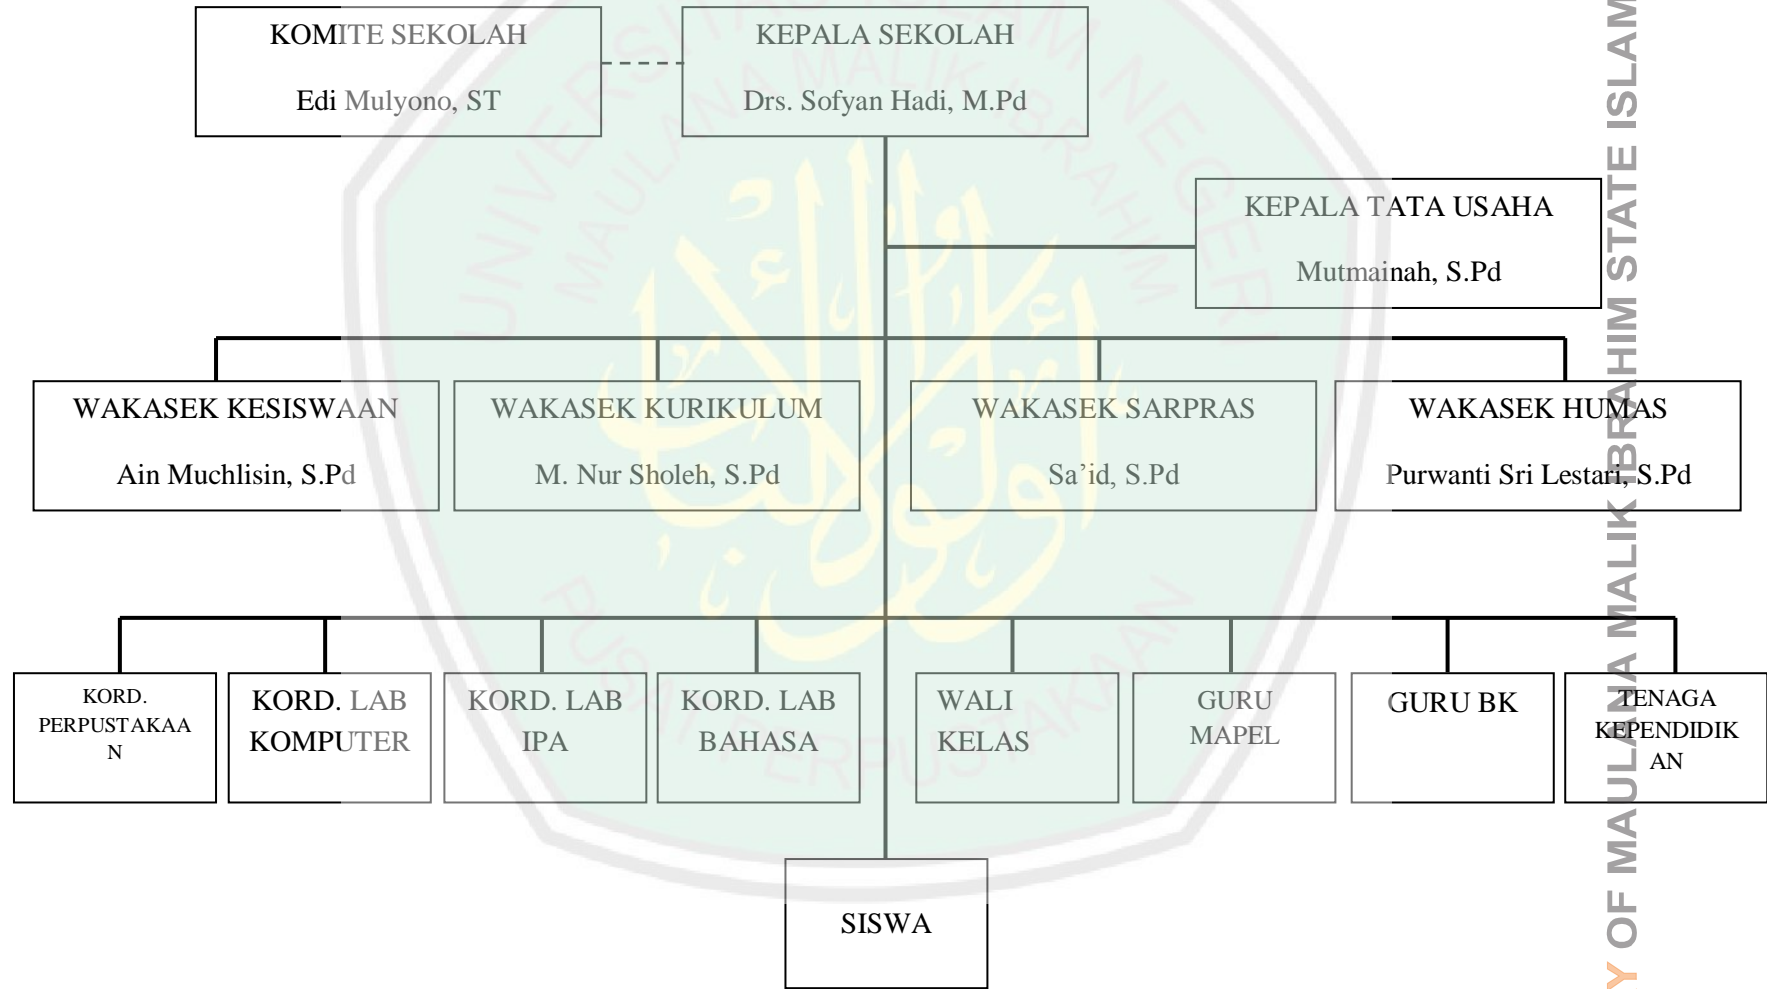 KOMITE SEKOLAH
Edi Mulyono, ST
KEPALA SEKOLAH
Drs. Sofyan Hadi, M.Pd
KEPALA TATA USAHA
Mutmainah, S.Pd
WAKASEK KESISWAAN
Ain Muchlisin, S.Pd
WAKASEK KURIKULUM
M. Nur Sholeh, S.Pd
WAKASEK SARPRAS
Sa’id, S.Pd
WAKASEK HUMAS
Purwanti Sri Lestari, S.Pd
KORD.
PERPUSTAKAA
N
KORD. LAB
KOMPUTER
KORD. LAB
IPA
KORD. LAB
BAHASA
WALI
KELAS
GURU
MAPEL
GURU BK
TENAGA
KEPENDIDIK
AN
SISWA
UNIVERSITAS ISLAM NEGERI
MAULANA MALIK IBRAHIM
PUSAT PERPUSTAKAAN
Y OF MAULANA MALIK IBRAHIM STATE ISLAM